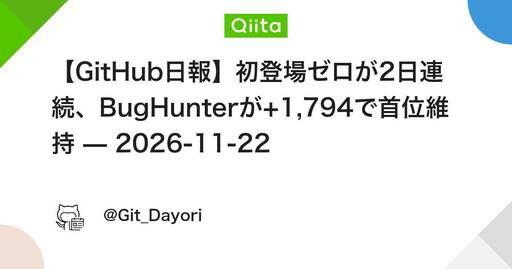 Qiita
【GitHub日報】初登場ゼロが2日連
続、BugHunterが+1,794で首位維
持 — 2026-11-22
@Git_Dayori